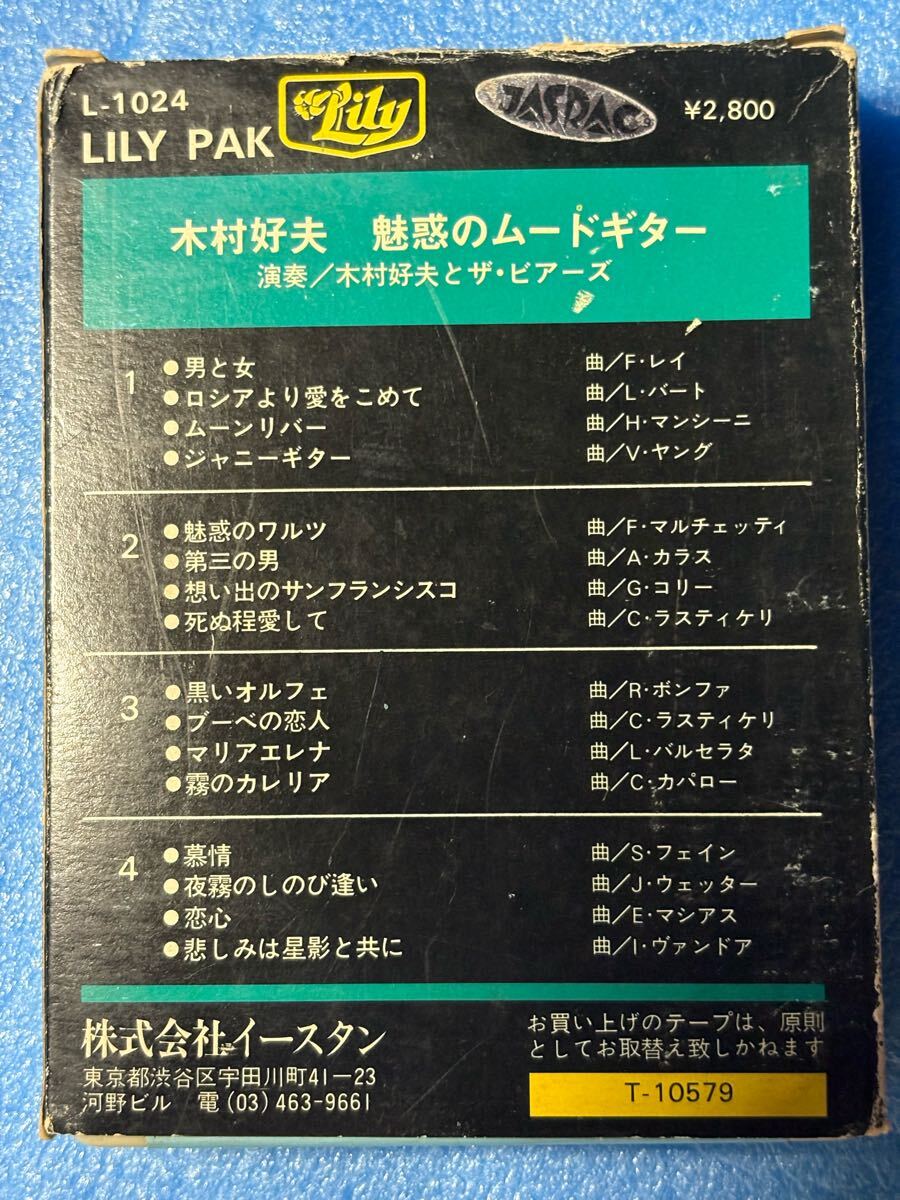 L-1024
LILY PAK
Lily
JASRAC
¥2,800
木村好夫 魅惑のムードギター
演奏/木村好夫とザ・ビアーズ
1
●男と女 曲/F・レイ
●ロシアより愛をこめて 曲/L・バート
●ムーンリバー 曲/H・マンシーニ
●ジャニーギター 曲/V・ヤング
2
●魅惑のワルツ 曲/F・マルチェッティ
●第三の男 曲/A・カラス
●想い出のサンフランシスコ 曲/G・コリー
●死ぬ程愛して 曲/C・ラスティケリ
3
●黒いオルフェ 曲/R・ボンファ
●ブーベの恋人 曲/C・ラスティケリ
●マリアエレナ 曲/L・バルセラタ
●霧のカレリア 曲/C・カパロー
4
●慕情 曲/S・フェイン
●夜霧のしのび逢い 曲/J・ウェッター
●恋心 曲/E・マシアス
●悲しみは星影と共に 曲/I・ヴァンドア
株式会社イースタン
東京都渋谷区宇田川町41-23
河野ビル 電(03)463-9661
お買い上げのテープは、原則
としてお取替え致しかねます
T-10579